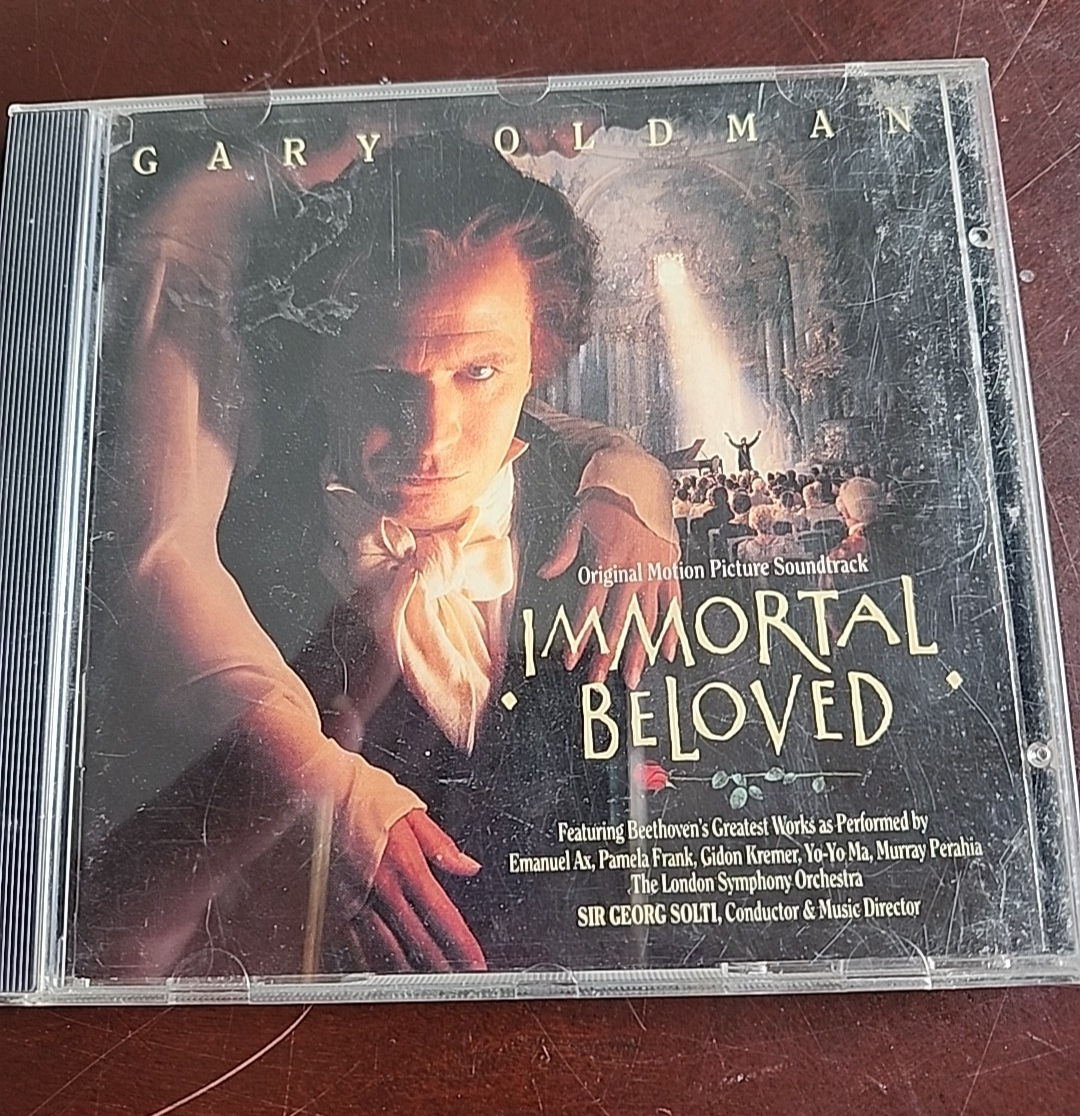 GARY OLDMAN
Original Motion Picture Soundtrack
IMMORTAL
BELOVED
Featuring Beethoven's Greatest Works as Performed by
Emanuel Ax, Pamela Frank, Gidon Kremer, Yo-Yo Ma, Murray Perahia
The London Symphony Orchestra
SIR GEORG SOLTI, Conductor & Music Director